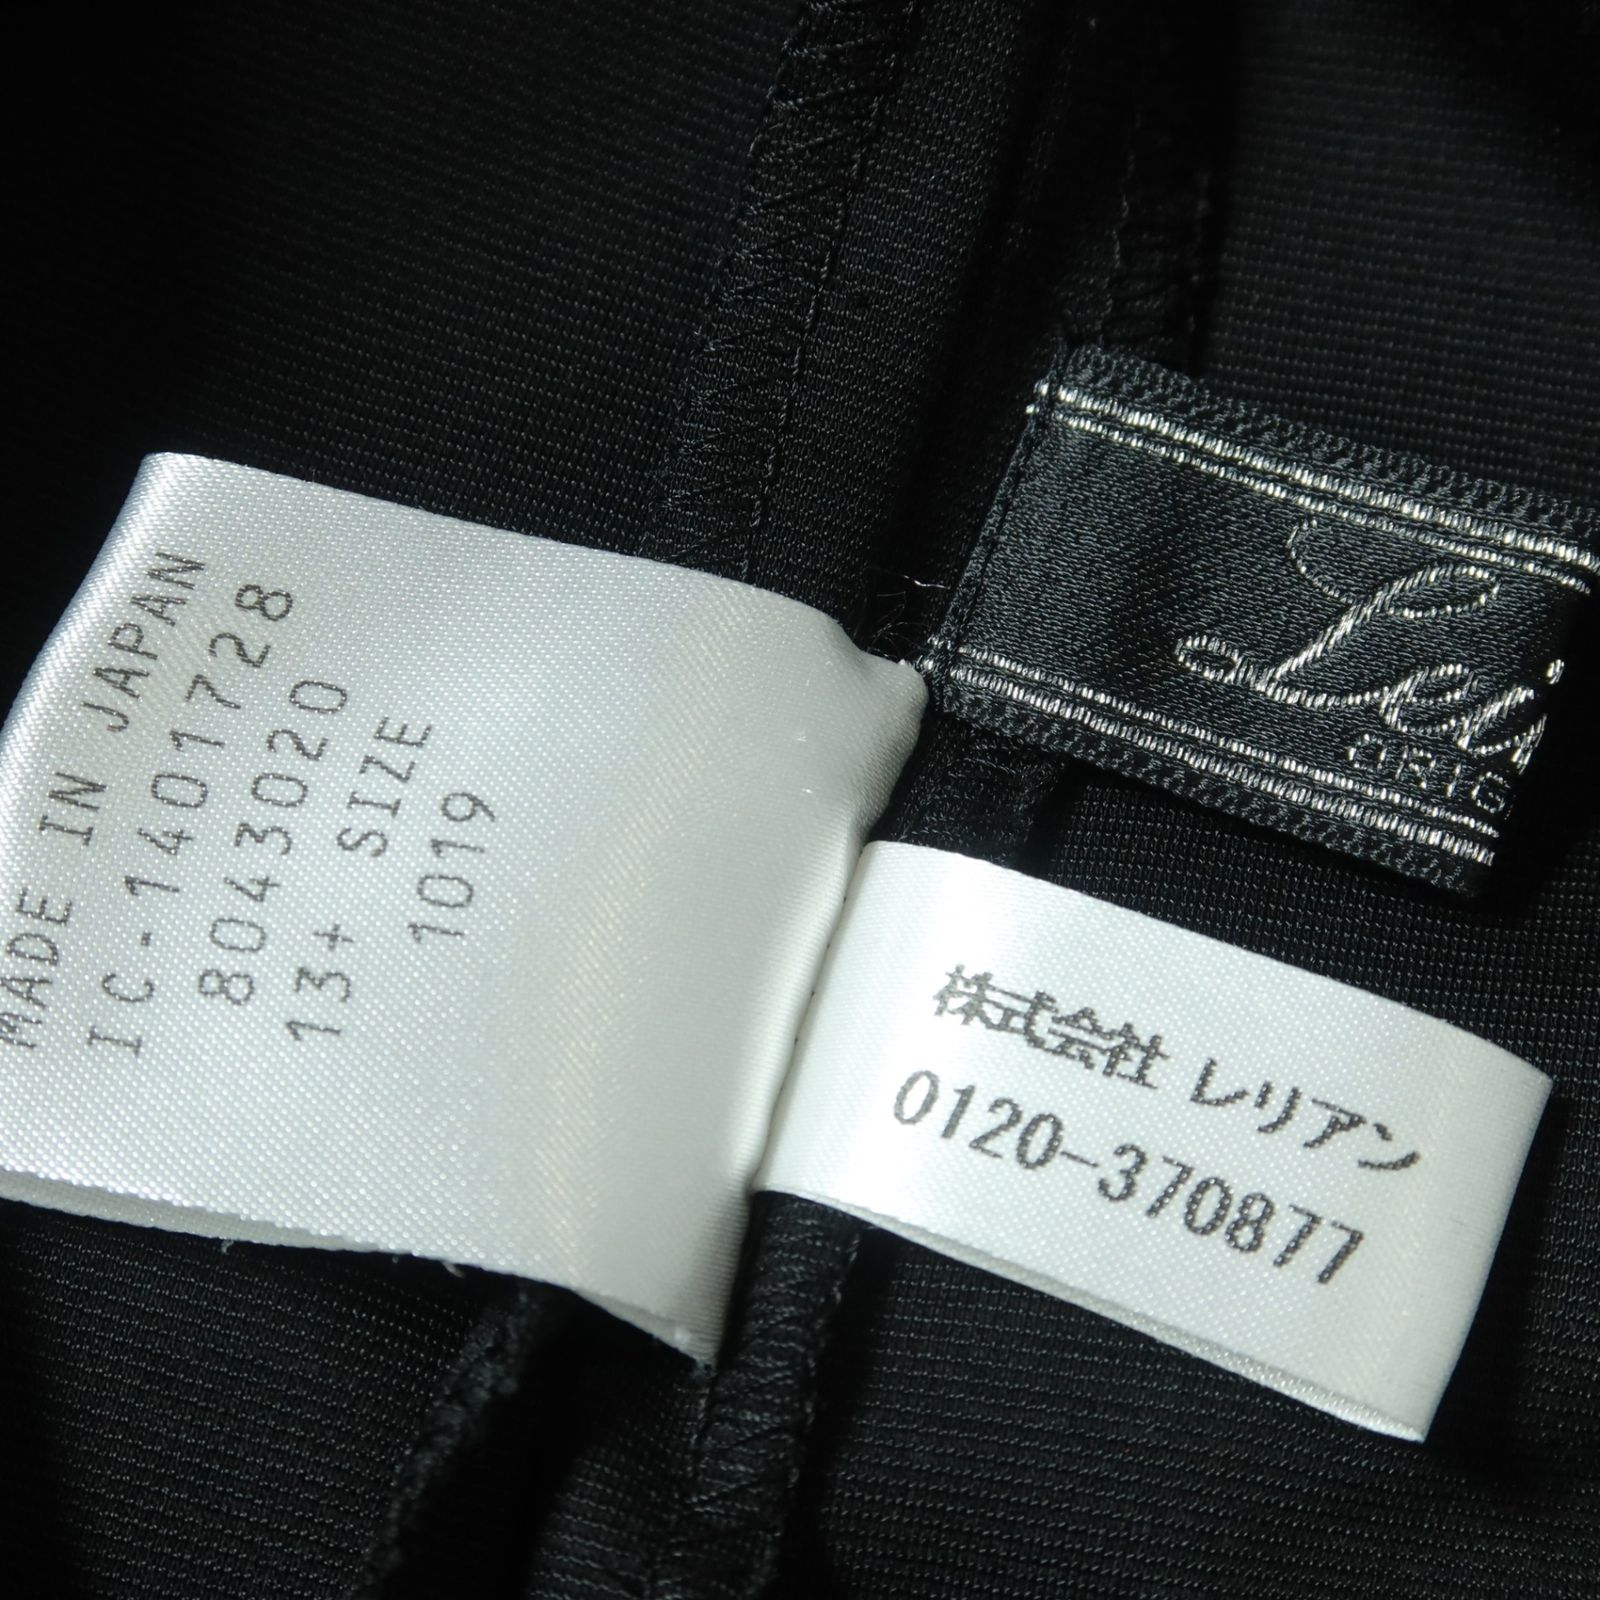 MADE IN JAPAN
IC-1401728
8043020
13+ SIZE
1019
株式会社 レリアン
0120-370877